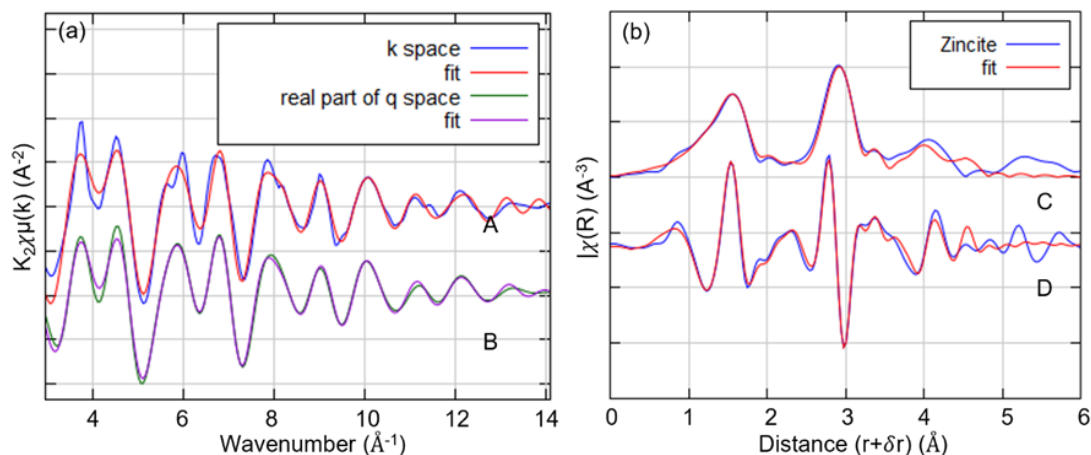 (a)
k space
fit
real part of q space
fit
K₂χμ(k) (A⁻²)
A
B
4 6 8 10 12 14
Wavenumber (Å⁻¹)
(b)
Zincite
fit
|χ(R) (A⁻³)
C
D
0 1 2 3 4 5 6
Distance (r+δr) (Å)